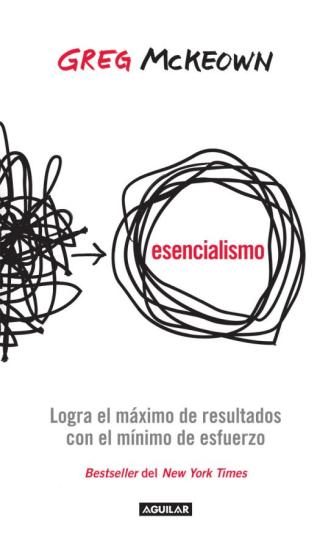 GREG McKEOWN
esencialismo
Logra el máximo de resultados
con el mínimo de esfuerzo
Bestseller del New York Times
AGUILAR